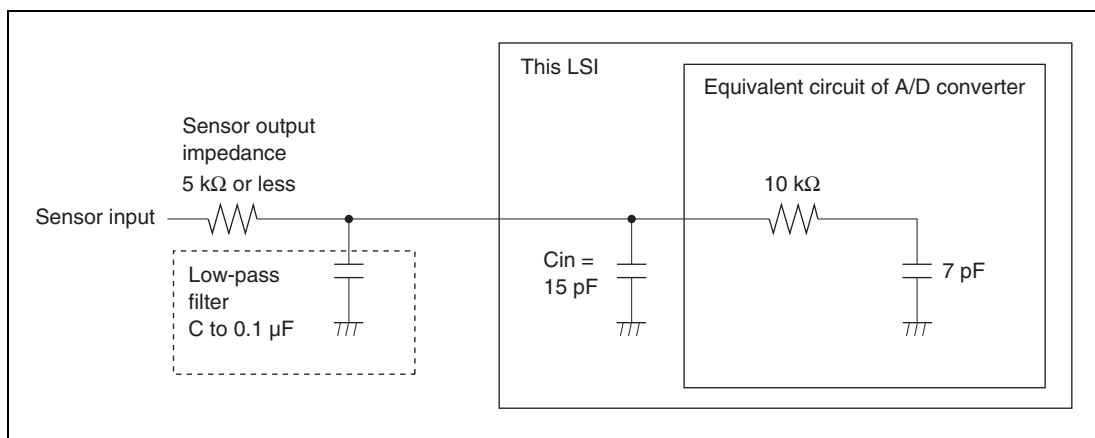 This LSI
Equivalent circuit of A/D converter
Sensor output
impedance
5 kΩ or less
10 kΩ
Sensor input
Low-pass
filter
C to 0.1 μF
Cin =
15 pF
7 pF